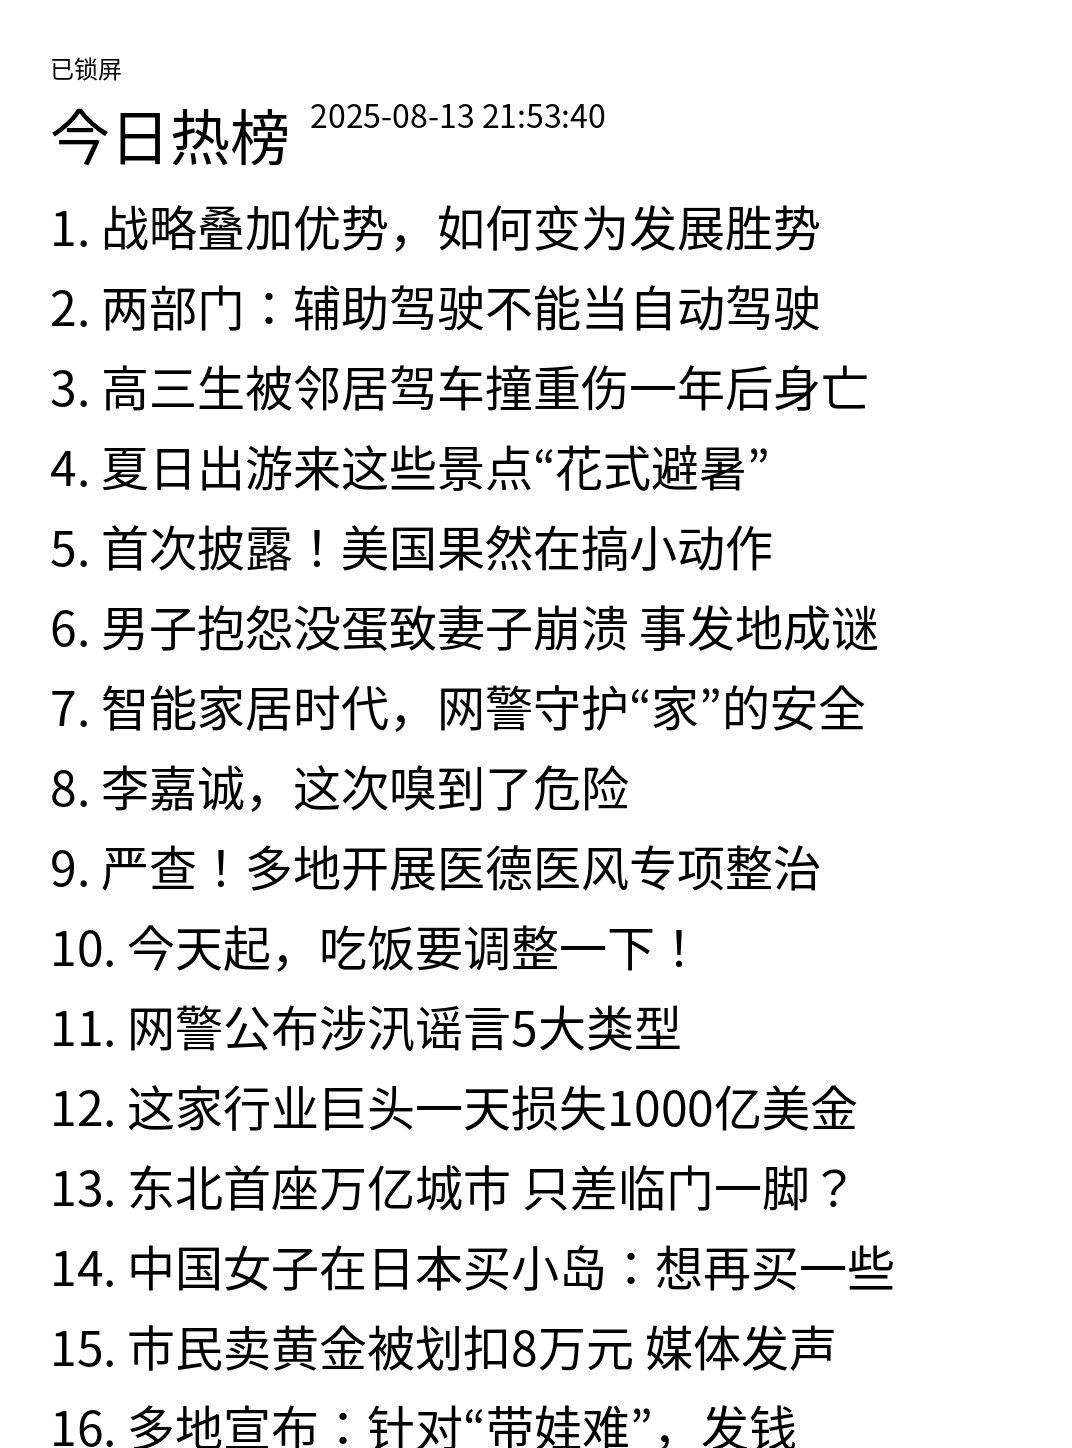 已锁屏
今日热榜 2025-08-13 21:53:40
1. 战略叠加优势，如何变为发展胜势
2. 两部门：辅助驾驶不能当自动驾驶
3. 高三生被邻居驾车撞重伤一年后身亡
4. 夏日出游来这些景点“花式避暑”
5. 首次披露！美国果然在搞小动作
6. 男子抱怨没蛋致妻子崩溃 事发地成谜
7. 智能家居时代，网警守护“家”的安全
8. 李嘉诚，这次嗅到了危险
9. 严查！多地开展医德医风专项整治
10. 今天起，吃饭要调整一下！
11. 网警公布涉汛谣言5大类型
12. 这家行业巨头一天损失1000亿美金
13. 东北首座万亿城市 只差临门一脚？
14. 中国女子在日本买小岛：想再买一些
15. 市民卖黄金被划扣8万元 媒体发声
16. 多地宣布：针对“带娃难”，发钱